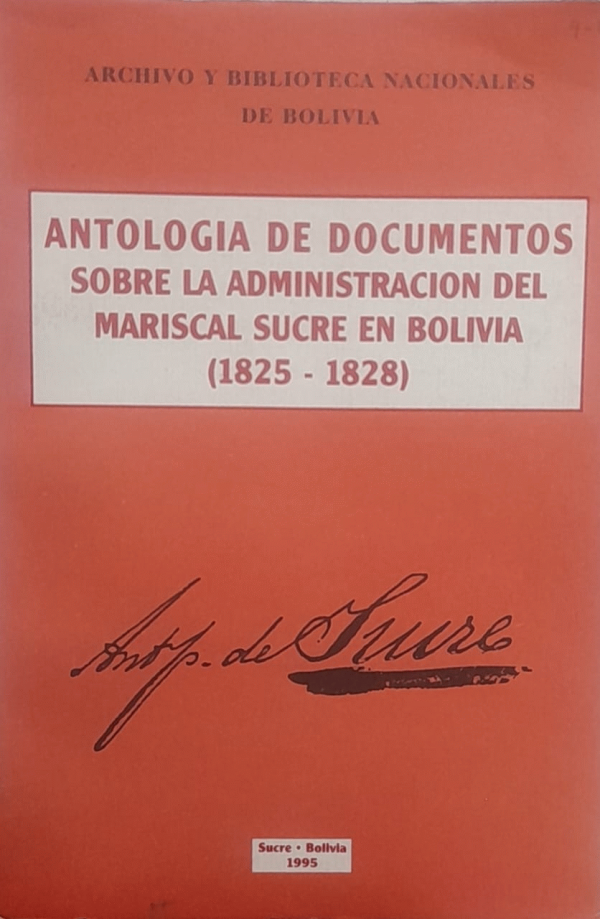 ARCHIVO Y BIBLIOTECA NACIONALES
DE BOLIVIA
ANTOLOGIA DE DOCUMENTOS
SOBRE LA ADMINISTRACION DEL
MARISCAL SUCRE EN BOLIVIA
(1825 - 1828)
Ant. de Sucre
Sucre • Bolivia
1995